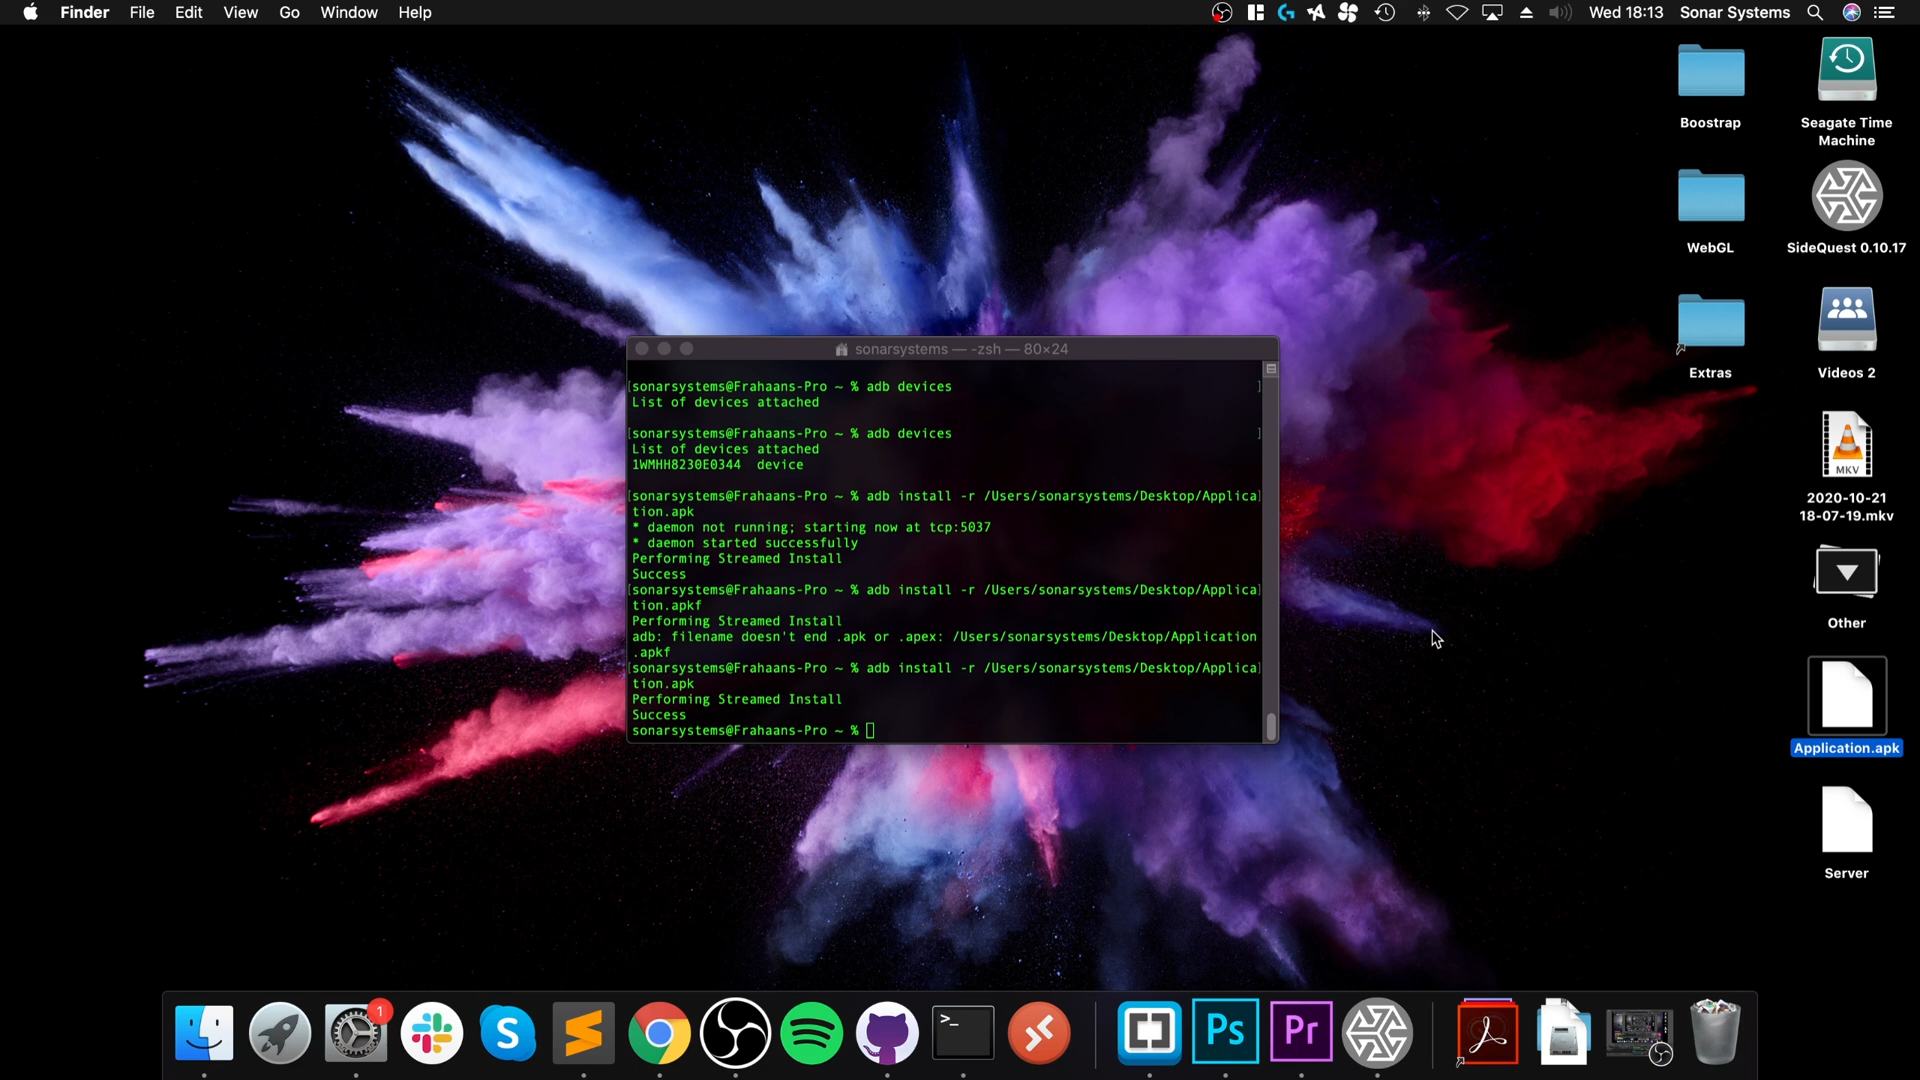 Finder File Edit View Go Window Help
Wed 18:13 Sonar Systems
Boostrap
Seagate Time
Machine
WebGL
SideQuest 0.10.17
Extras
Videos 2
MKV
2020-10-21
18-07-19.mkv
Other
Application.apk
Server
sonarsystems — -zsh — 80×24
[sonarsystems@Frahaans-Pro ~ % adb devices ]
List of devices attached
[sonarsystems@Frahaans-Pro ~ % adb devices ]
List of devices attached
1WMHH8230E0344 device
[sonarsystems@Frahaans-Pro ~ % adb install -r /Users/sonarsystems/Desktop/Applica]
tion.apk
* daemon not running; starting now at tcp:5037
* daemon started successfully
Performing Streamed Install
Success
[sonarsystems@Frahaans-Pro ~ % adb install -r /Users/sonarsystems/Desktop/Applica]
tion.apkf
Performing Streamed Install
adb: filename doesn't end .apk or .apex: /Users/sonarsystems/Desktop/Application
.apkf
[sonarsystems@Frahaans-Pro ~ % adb install -r /Users/sonarsystems/Desktop/Applica]
tion.apk
Performing Streamed Install
Success
sonarsystems@Frahaans-Pro ~ %
1
S
>_
Ps
Pr